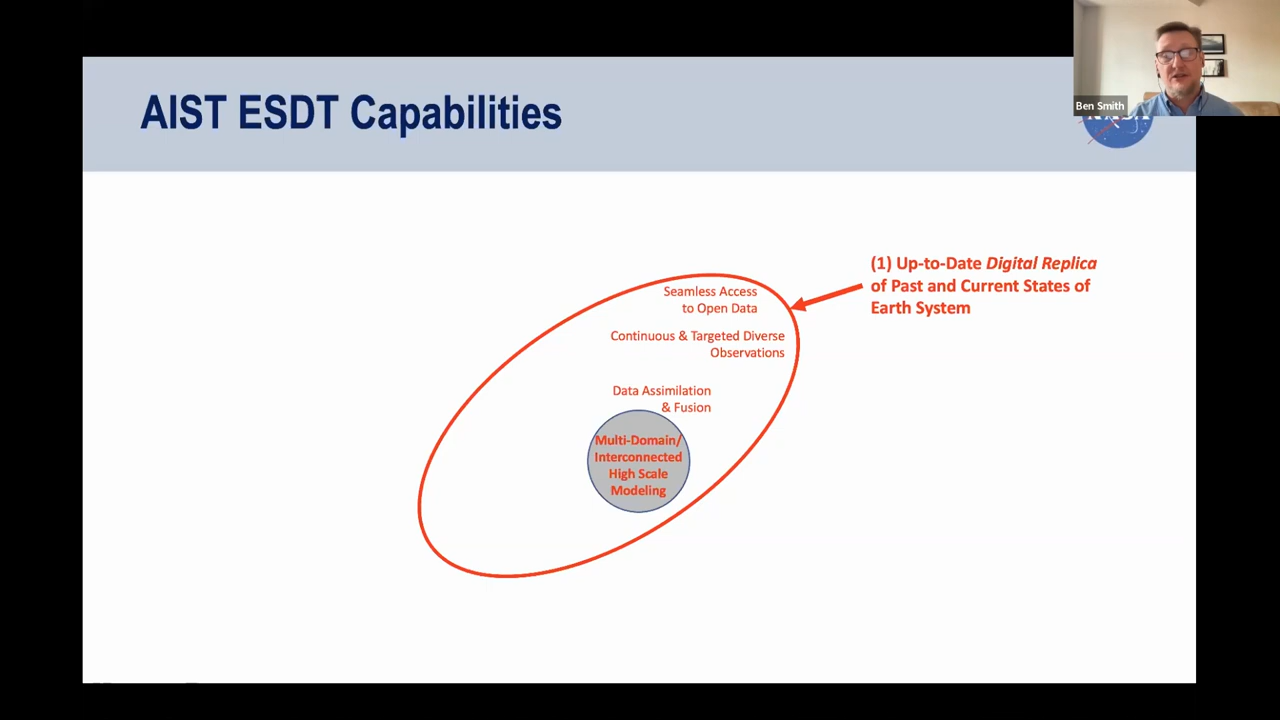 AIST ESDT Capabilities
Ben Smith
(1) Up-to-Date Digital Replica
of Past and Current States of
Earth System
Seamless Access
to Open Data
Continuous & Targeted Diverse
Observations
Data Assimilation
& Fusion
Multi-Domain/
Interconnected
High Scale
Modeling